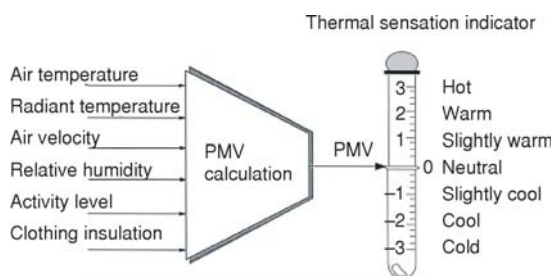 Thermal sensation indicator
Air temperature
Radiant temperature
Air velocity
Relative humidity
Activity level
Clothing insulation
PMV
calculation
PMV
3 Hot
2 Warm
1 Slightly warm
0 Neutral
-1 Slightly cool
-2 Cool
-3 Cold